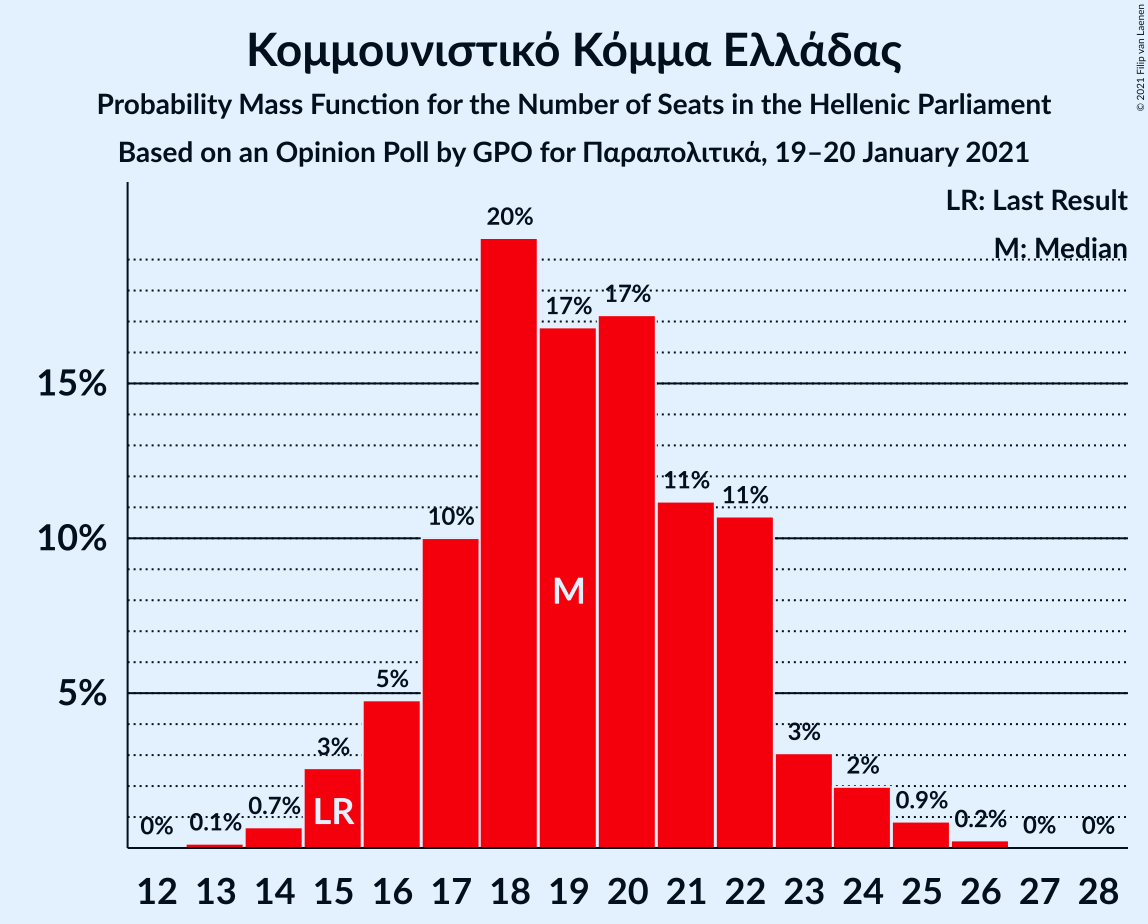 Κομμουνιστικό Κόμμα Ελλάδας
Probability Mass Function for the Number of Seats in the Hellenic Parliament
Based on an Opinion Poll by GPO for Παραπολιτικά, 19–20 January 2021
© 2021 Filip van Laenen
LR: Last Result
M: Median
20%
17%
17%
15%
11%
11%
10%
10%
M
5%
5%
3%
3%
2%
LR
0%
0.1%
0.7%
0.9%
0.2%
0%
0%
12 13 14 15 16 17 18 19 20 21 22 23 24 25 26 27 28